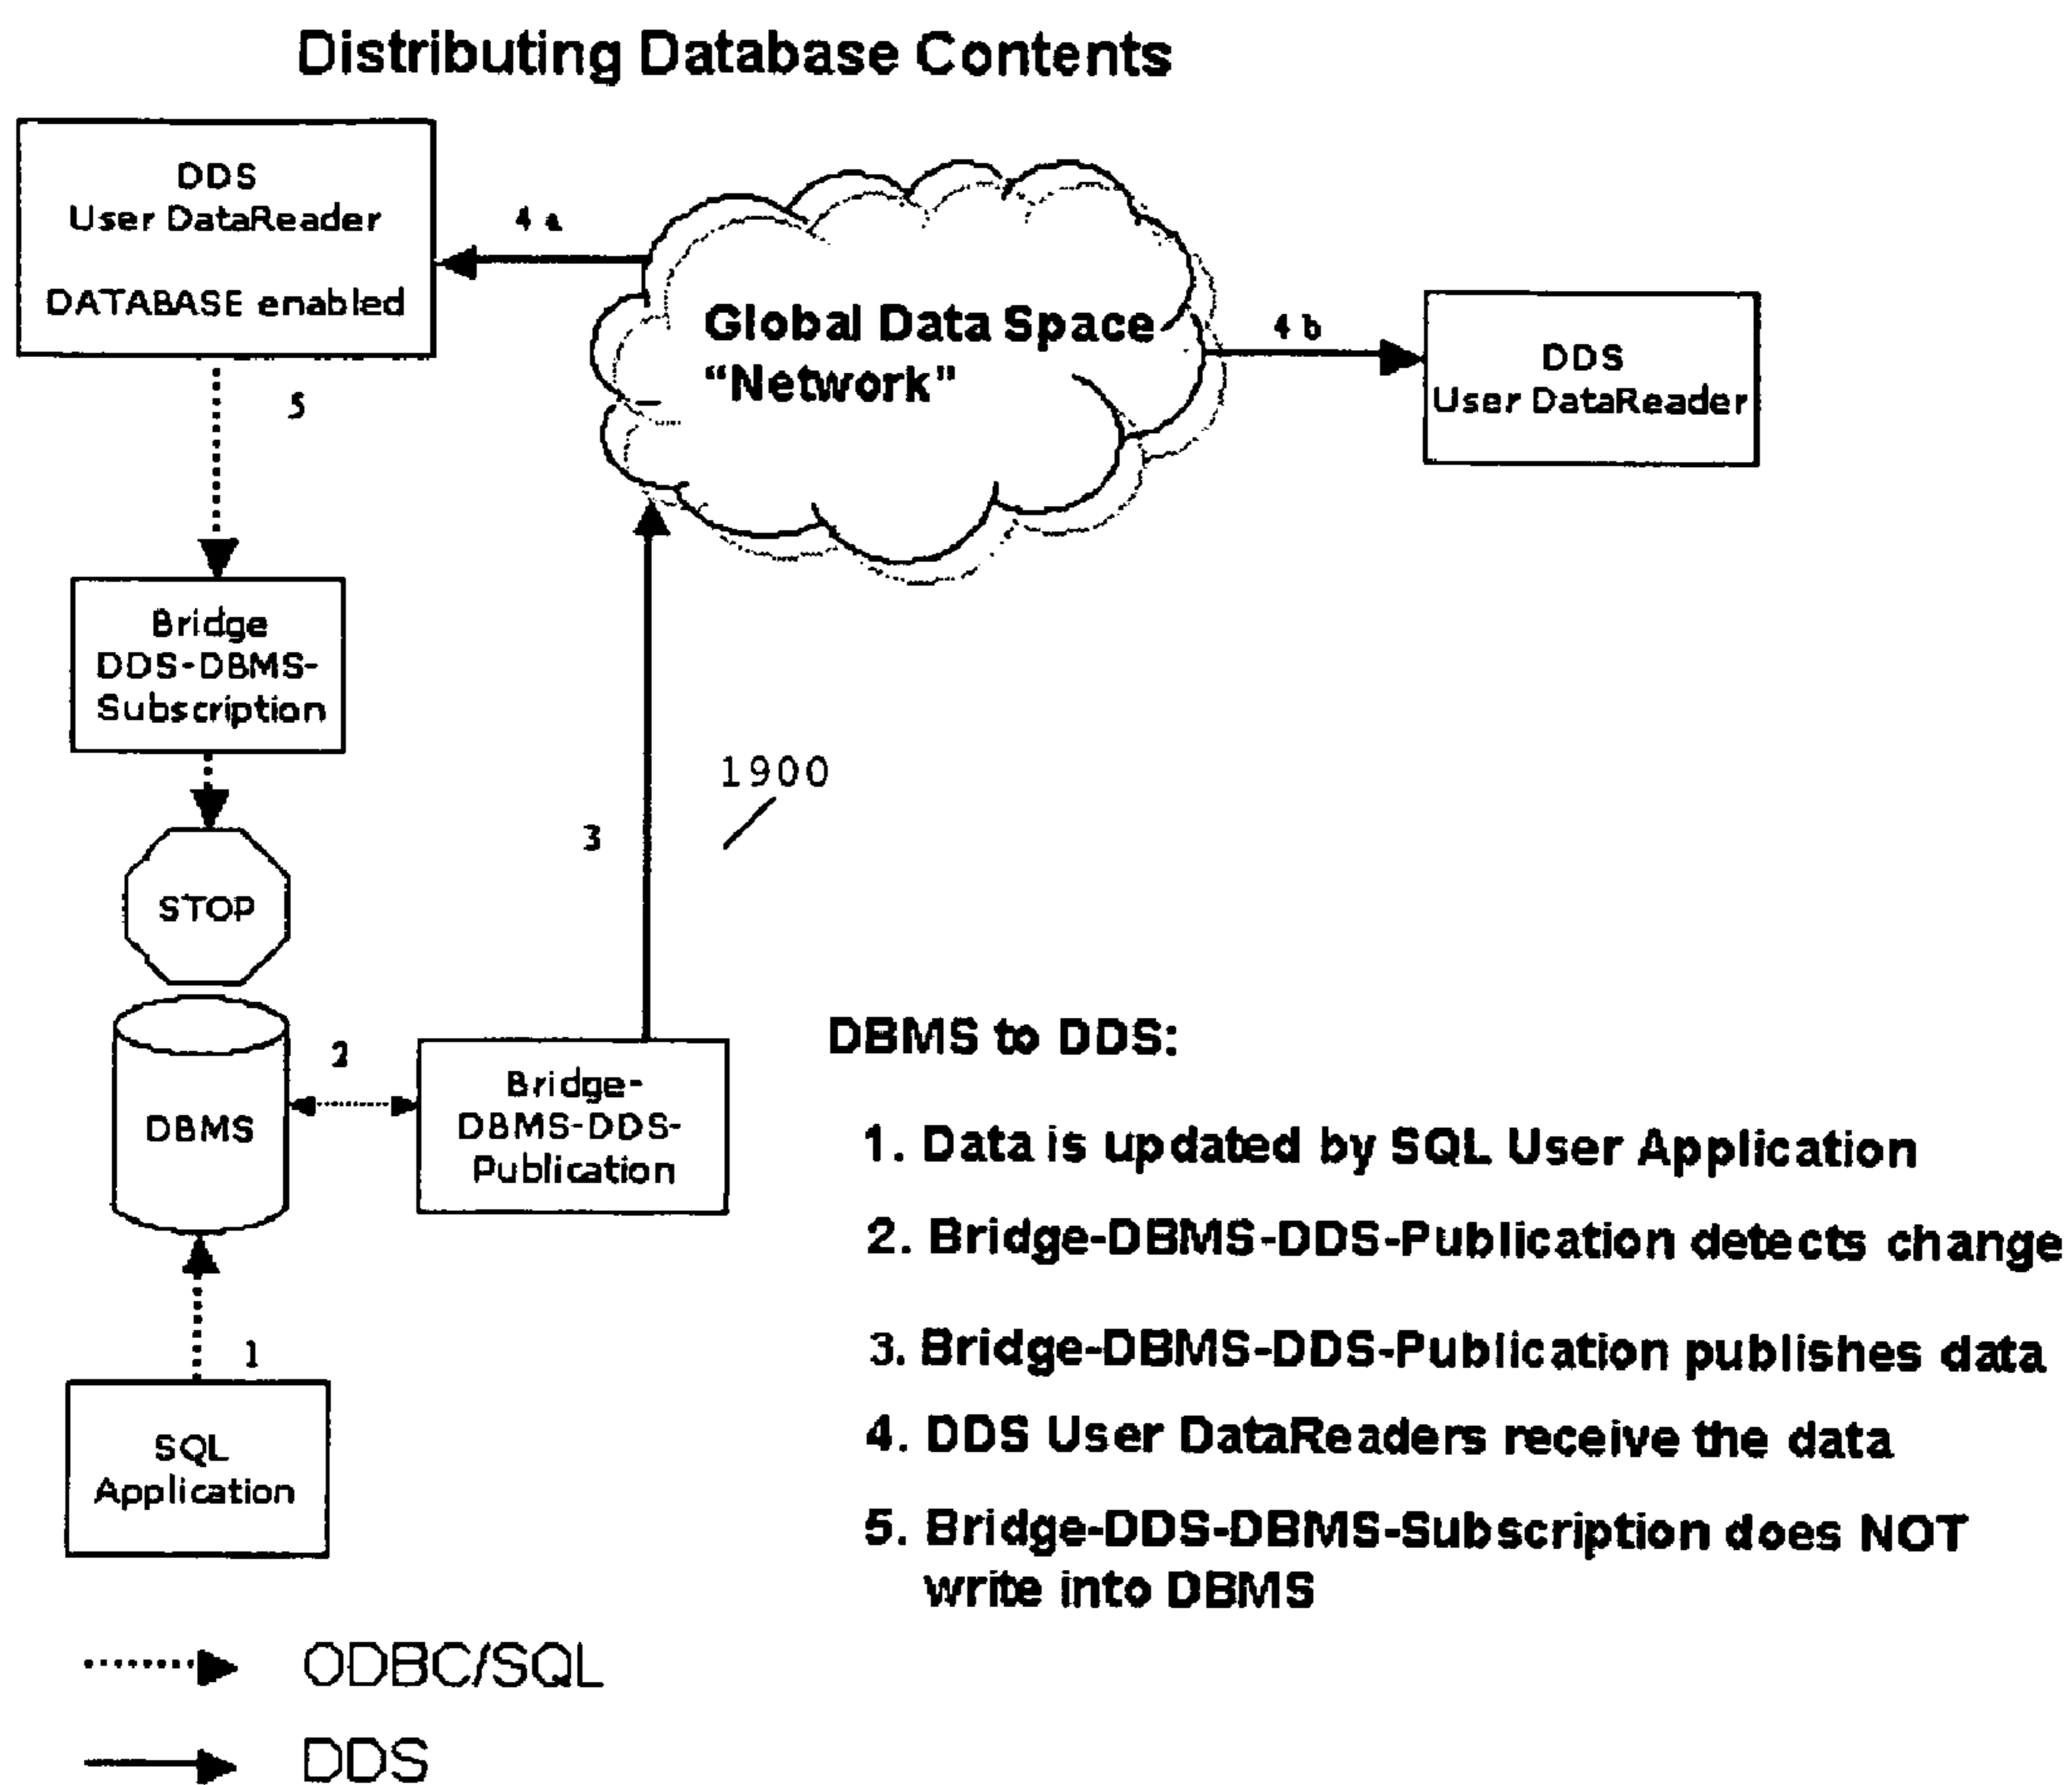 Distributing Database Contents
DDS
User DataReader
DATABASE enabled
4 a
Global Data Space
“Network”
4 b
DDS
User DataReader
5
Bridge
DDS-DBMS-
Subscription
1900
3
STOP
2
DBMS
Bridge-
DBMS-DDS-
Publication
1
SQL
Application
DBMS to DDS:
1. Data is updated by SQL User Application
2. Bridge-DBMS-DDS-Publication detects change
3. Bridge-DBMS-DDS-Publication publishes data
4. DDS User DataReaders receive the data
5. Bridge-DDS-DBMS-Subscription does NOT
write into DBMS
ODBC/SQL
DDS